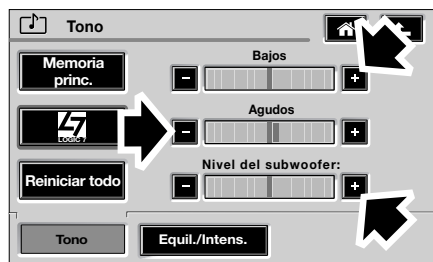 Tono
Memoria
princ.
Bajos
- +
Agudos
- +
LOGIC 7
Nivel del subwoofer:
- +
Reiniciar todo
Tono
Equil./Intens.